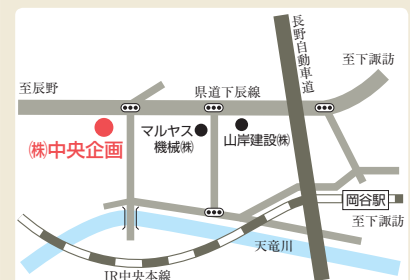 長野自動車道
至下諏訪
至辰野
県道下辰線
㈱中央企画
マルヤス
機械㈱
山岸建設㈱
岡谷駅
至下諏訪
天竜川
JR中央本線